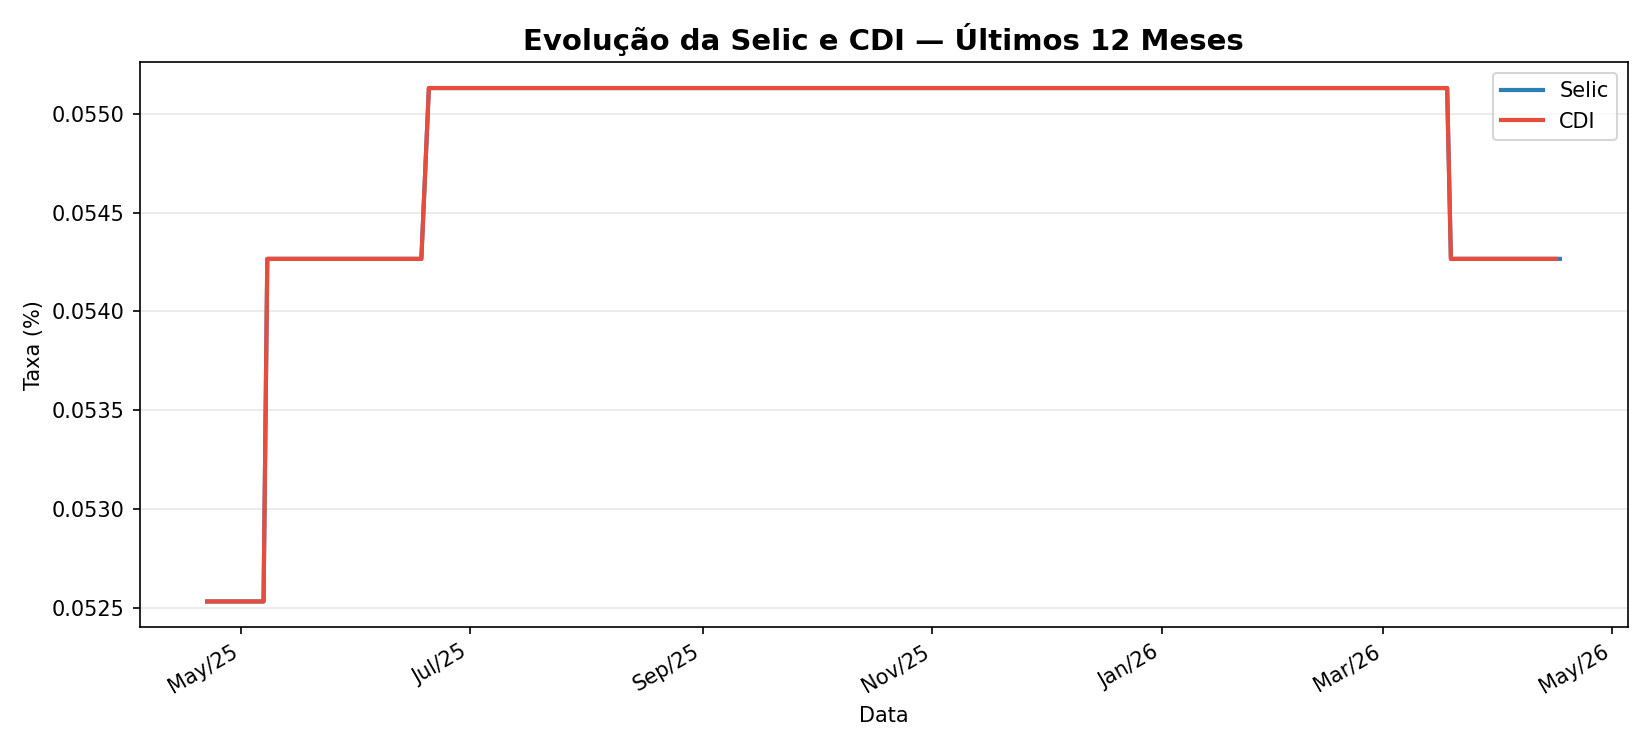 Evolução da Selic e CDI — Últimos 12 Meses
Selic
CDI
Taxa (%)
0.0550
0.0545
0.0540
0.0535
0.0530
0.0525
May/25
Jul/25
Sep/25
Nov/25
Jan/26
Mar/26
May/26
Data